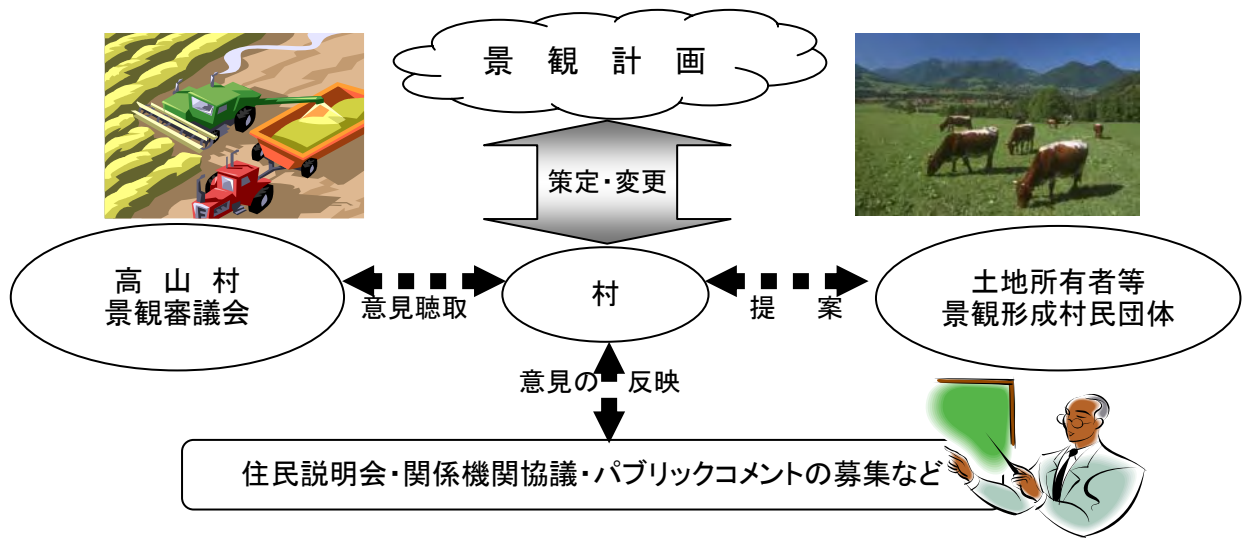 景 観 計 画
策定・変更
高 山 村
景観審議会
意見聴取
村
提 案
土地所有者等
景観形成村民団体
意見の 反映
住民説明会・関係機関協議・パブリックコメントの募集など